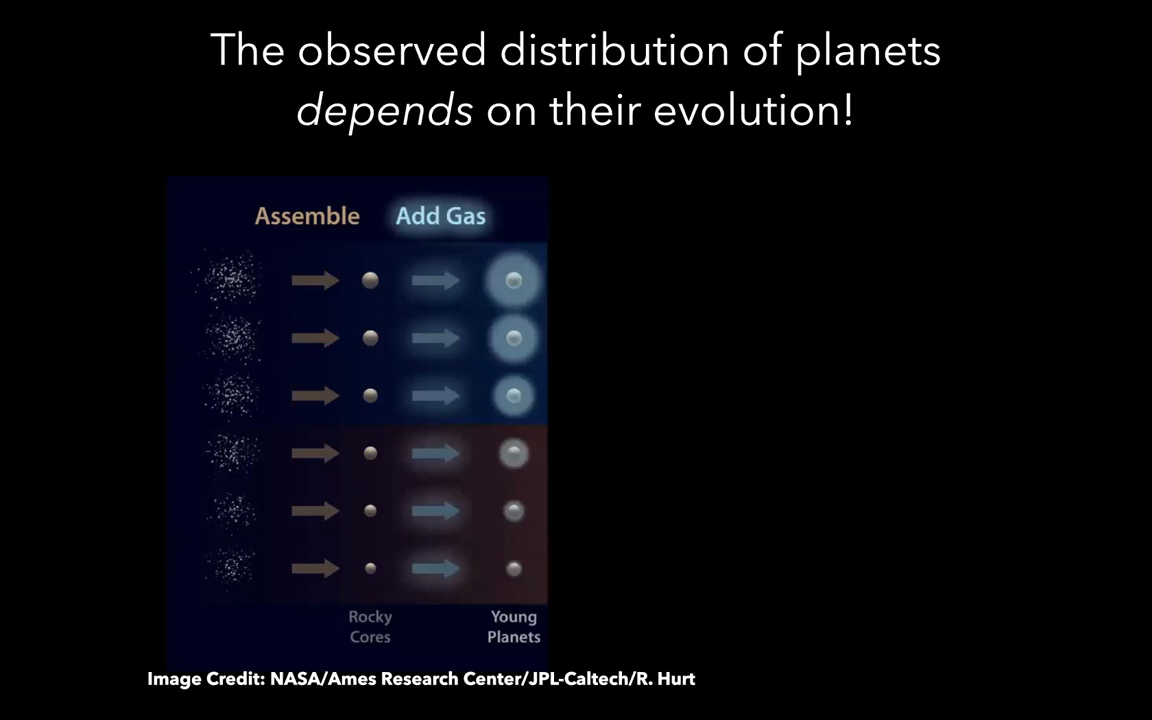 The observed distribution of planets
depends on their evolution!
Assemble
Add Gas
Rocky
Cores
Young
Planets
Image Credit: NASA/Ames Research Center/JPL-Caltech/R. Hurt